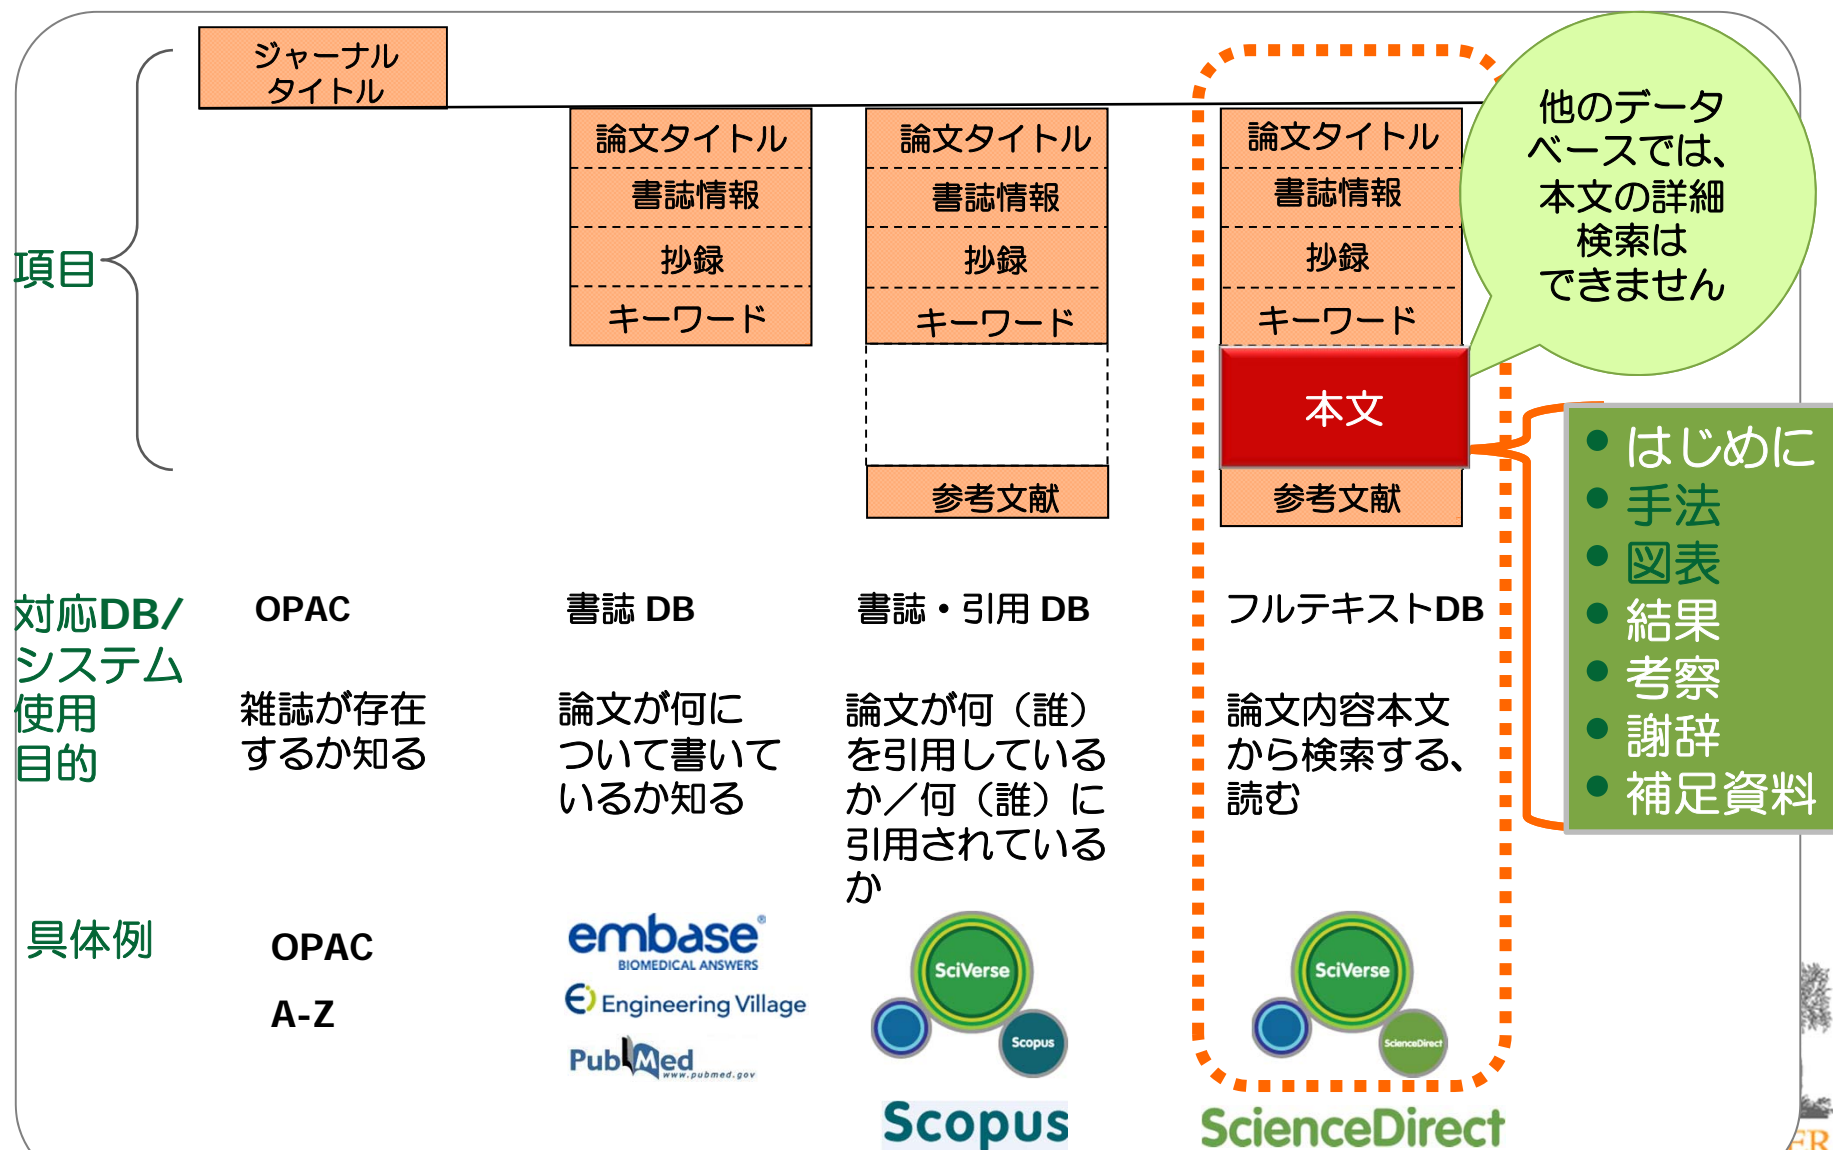 ジャーナル
タイトル
論文タイトル
書誌情報
抄録
キーワード
論文タイトル
書誌情報
抄録
キーワード
参考文献
論文タイトル
書誌情報
抄録
キーワード
本文
参考文献
他のデータ
ベースでは、
本文の詳細
検索は
できません
項目
はじめに
手法
図表
結果
考察
謝辞
補足資料
対応DB/
システム
OPAC
書誌 DB
書誌・引用 DB
フルテキストDB
使用
目的
雑誌が存在
するか知る
論文が何に
ついて書いて
いるか知る
論文が何（誰）
を引用している
か／何（誰）に
引用されている
か
論文内容本文
から検索する、
読む
具体例
OPAC
A-Z
embase®
BIOMEDICAL ANSWERS
Engineering Village
PubMed
www.pubmed.gov
SciVerse
Scopus
Scopus
SciVerse
ScienceDirect
ScienceDirect
ER